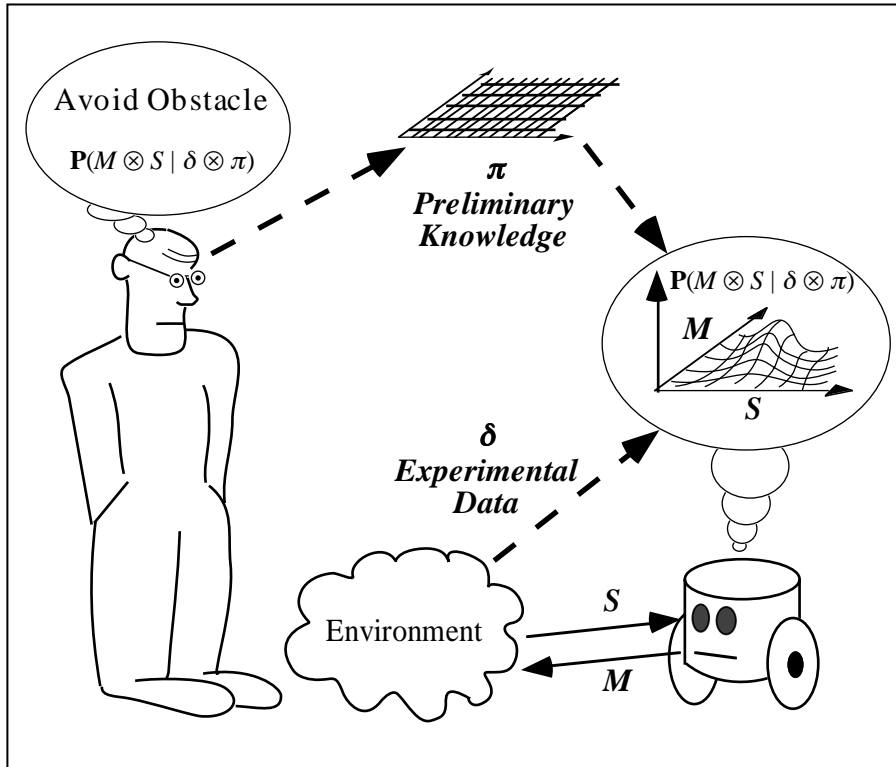 Avoid Obstacle
P(M ⊗ S | δ ⊗ π)
π
Preliminary
Knowledge
P(M ⊗ S | δ ⊗ π)
M
S
δ
Experimental
Data
Environment
S
M